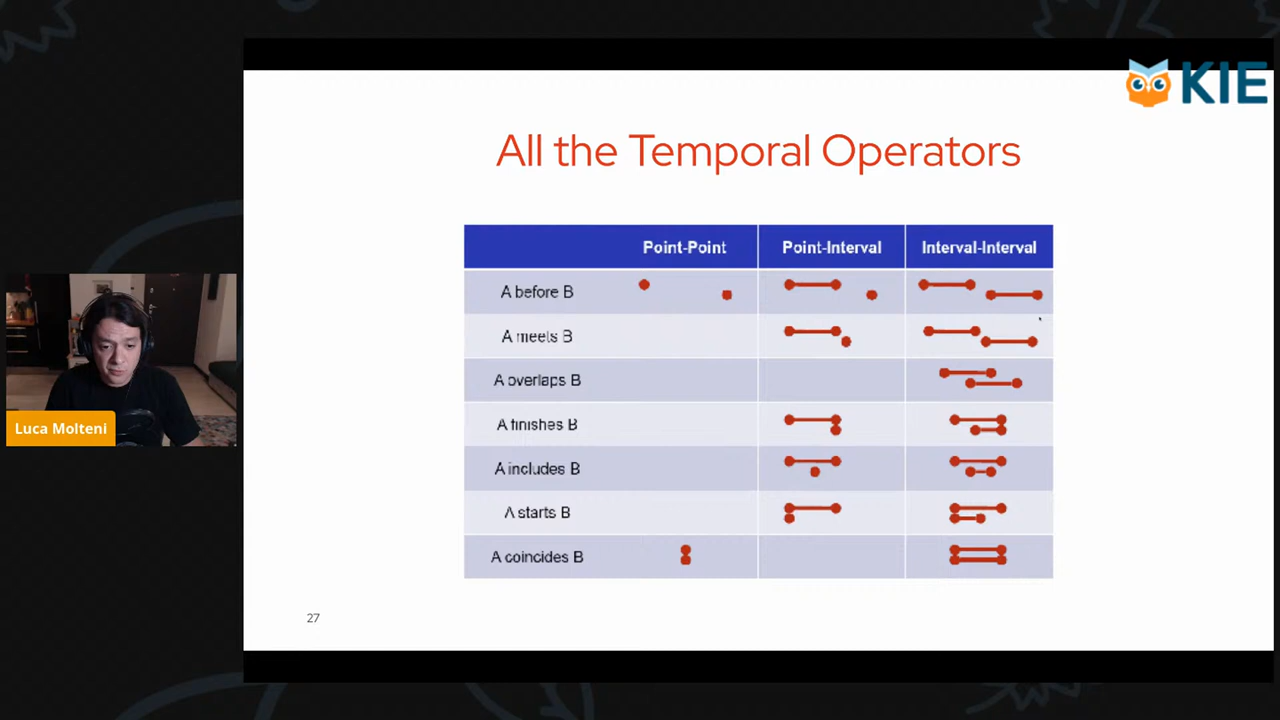 KIE
All the Temporal Operators
Point-Point Point-Interval Interval-Interval
A before B
A meets B
A overlaps B
A finishes B
A includes B
A starts B
A coincides B
Luca Molteni
27